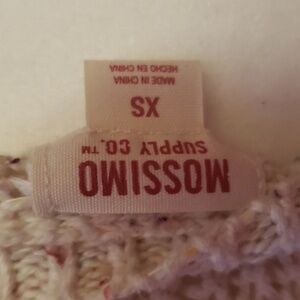 MOSSIMO
SUPPLY CO.™
XS
MADE IN CHINA
HECHO EN CHINA